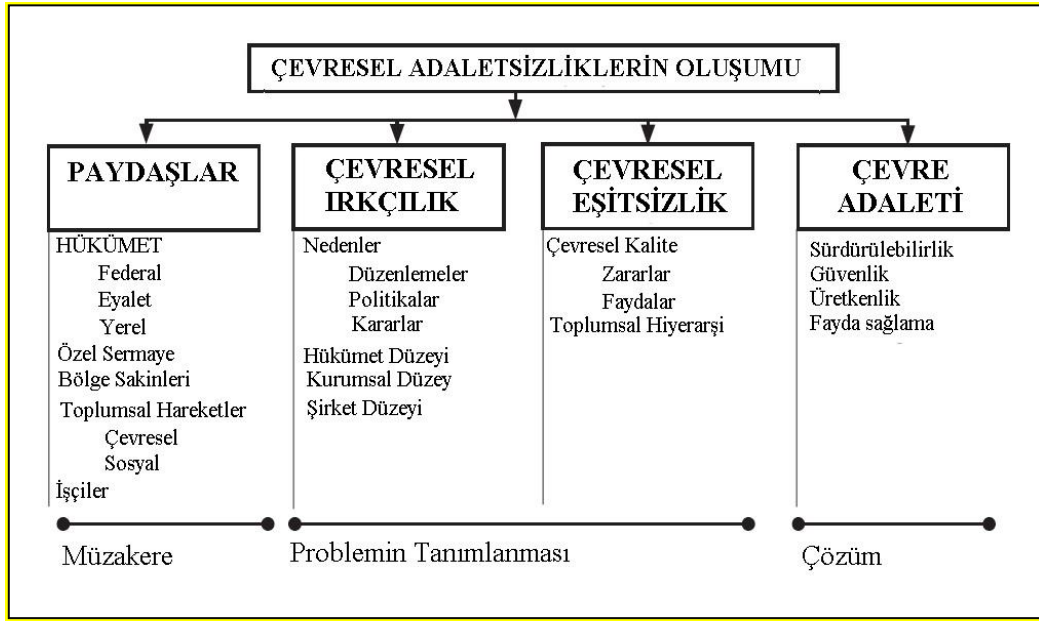 ÇEVRESEL ADALETSİZLİKLERİN OLUŞUMU
PAYDAŞLAR
HÜKÜMET
Federal
Eyalet
Yerel
Özel Sermaye
Bölge Sakinleri
Toplumsal Hareketler
Çevresel
Sosyal
İşçiler
ÇEVRESEL
IRKÇILIK
Nedenler
Düzenlemeler
Politikalar
Kararlar
Hükümet Düzeyi
Kurumsal Düzey
Şirket Düzeyi
ÇEVRESEL
EŞİTSİZLİK
Çevresel Kalite
Zararlar
Faydalar
Toplumsal Hiyerarşi
ÇEVRE
ADALETİ
Sürdürülebilirlik
Güvenlik
Üretkenlik
Fayda sağlama
Müzakere
Problemin Tanımlanması
Çözüm